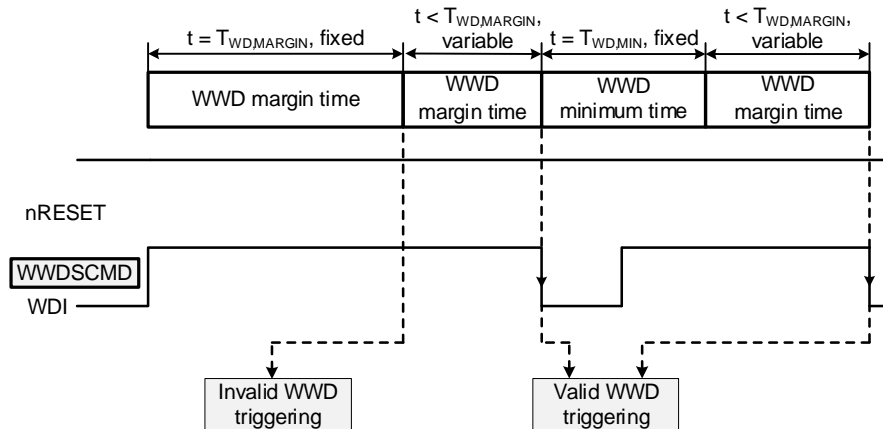 t = TWD,MARGIN, fixed
t < TWD,MARGIN,
variable
t = TWD,MIN, fixed
t < TWD,MARGIN,
variable
WWD margin time
WWD
margin time
WWD
minimum time
WWD
margin time
nRESET
WWDSCMD
WDI
Invalid WWD
triggering
Valid WWD
triggering